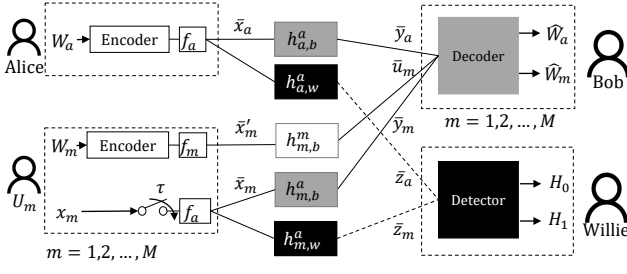 Alice
W_a
Encoder
f_a
x̄_a
h^a_{a,b}
h^a_{a,w}
ȳ_a
Decoder
Ŵ_a
Ŵ_m
Bob
m = 1,2, ..., M
ū_m
ȳ_m
U_m
W_m
Encoder
f_m
x̄'_m
h^m_{m,b}
x_m
τ
f_a
x̄_m
h^a_{m,b}
h^a_{m,w}
m = 1,2, ..., M
z̄_a
z̄_m
Detector
H_0
H_1
Willie